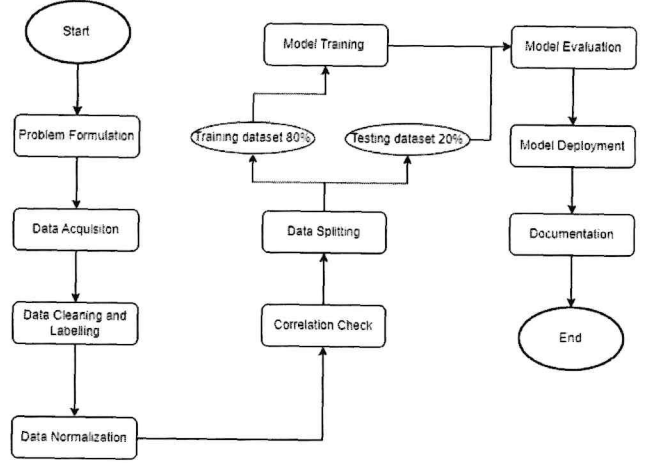 Start
Problem Formulation
Data Acquisiton
Data Cleaning and
Labelling
Data Normalization
Correlation Check
Data Splitting
Training dataset 80%
Testing dataset 20%
Model Training
Model Evaluation
Model Deployment
Documentation
End